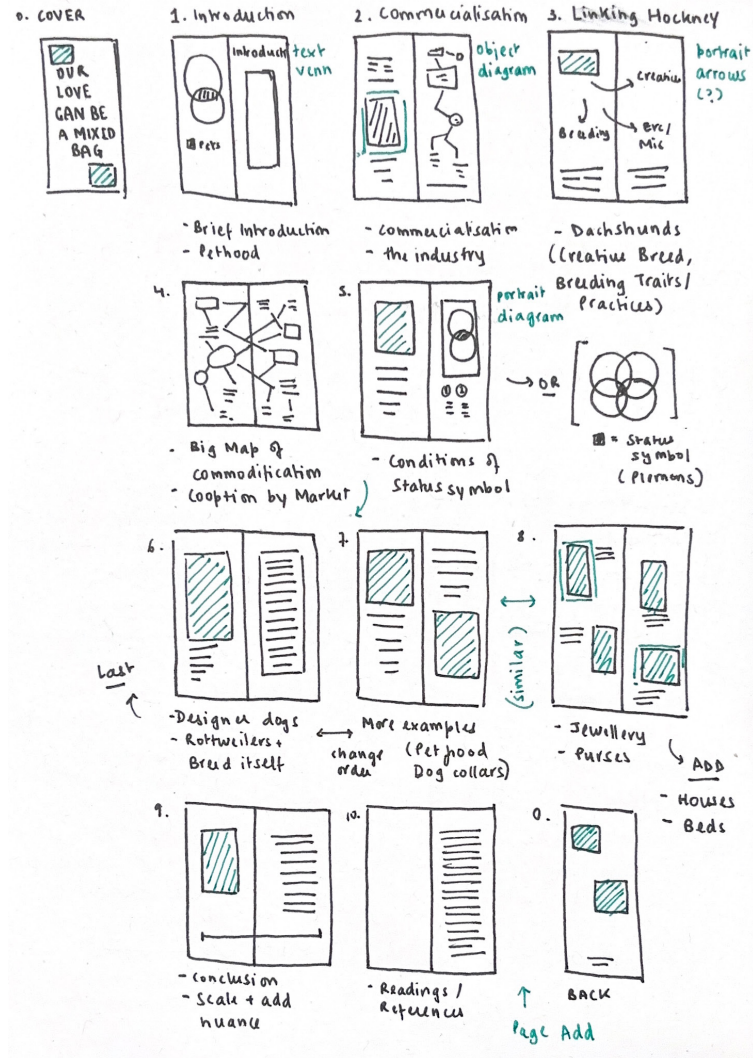 0. COVER
OUR
LOVE
CAN BE
A MIXED
BAG
1. Introduction
Introducti
Pets
text
venn
- Brief Introduction
- Pethood
2. Commercialisation
object
diagram
- Commercialisation
- the industry
3. Linking Hockney
Creative
Breeding
portrait
arrows
(?)
- Dachshunds
(Creative Breed,
Breeding Traits/
Practices)
4.
- Big Map of
commodification
- Cooption by Market
5.
portrait
diagram
- Conditions of
Status symbol
OR
= Status
symbol
6.
Last
- Designer dogs
- Rottweilers +
Breed itself
change
order
7.
More examples
(Pet food
Dog collars)
(similar)
8.
- Jewellery
- Purses
ADD
- Houses
- Beds
9.
- Conclusion
- Scale + add
nuance
10.
- Readings/
References
Page Add
0.
BACK